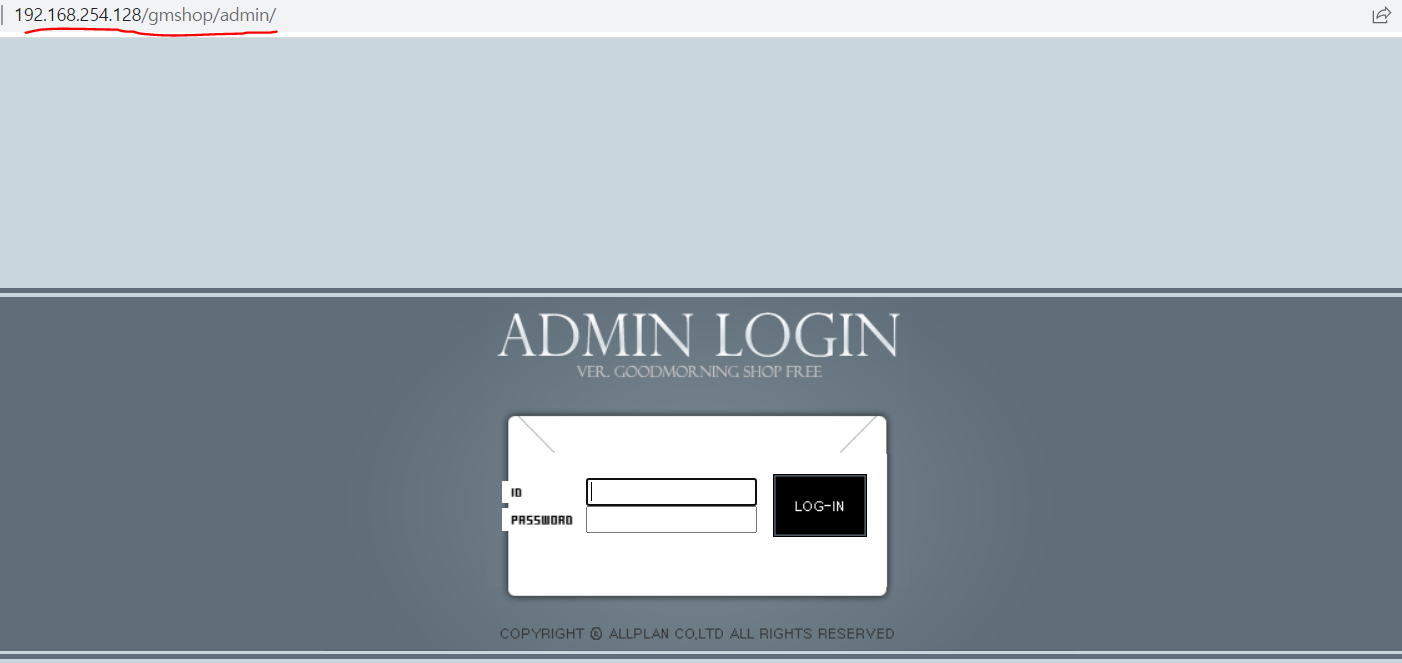 192.168.254.128/gmshop/admin/
ADMIN LOGIN
VER. GOODMORNING SHOP FREE
ID
PASSWORD
LOG-IN
COPYRIGHT © ALLPLAN CO,LTD ALL RIGHTS RESERVED